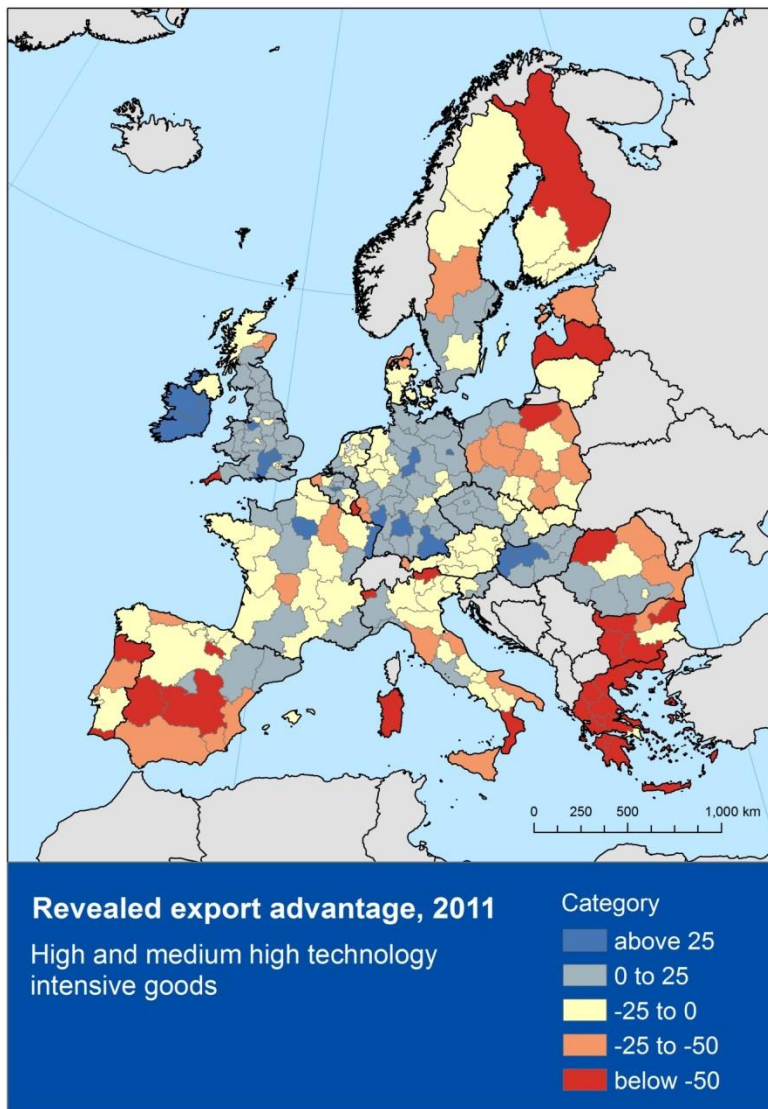 0 250 500 1,000 km
Revealed export advantage, 2011
High and medium high technology
intensive goods
Category
above 25
0 to 25
-25 to 0
-25 to -50
below -50